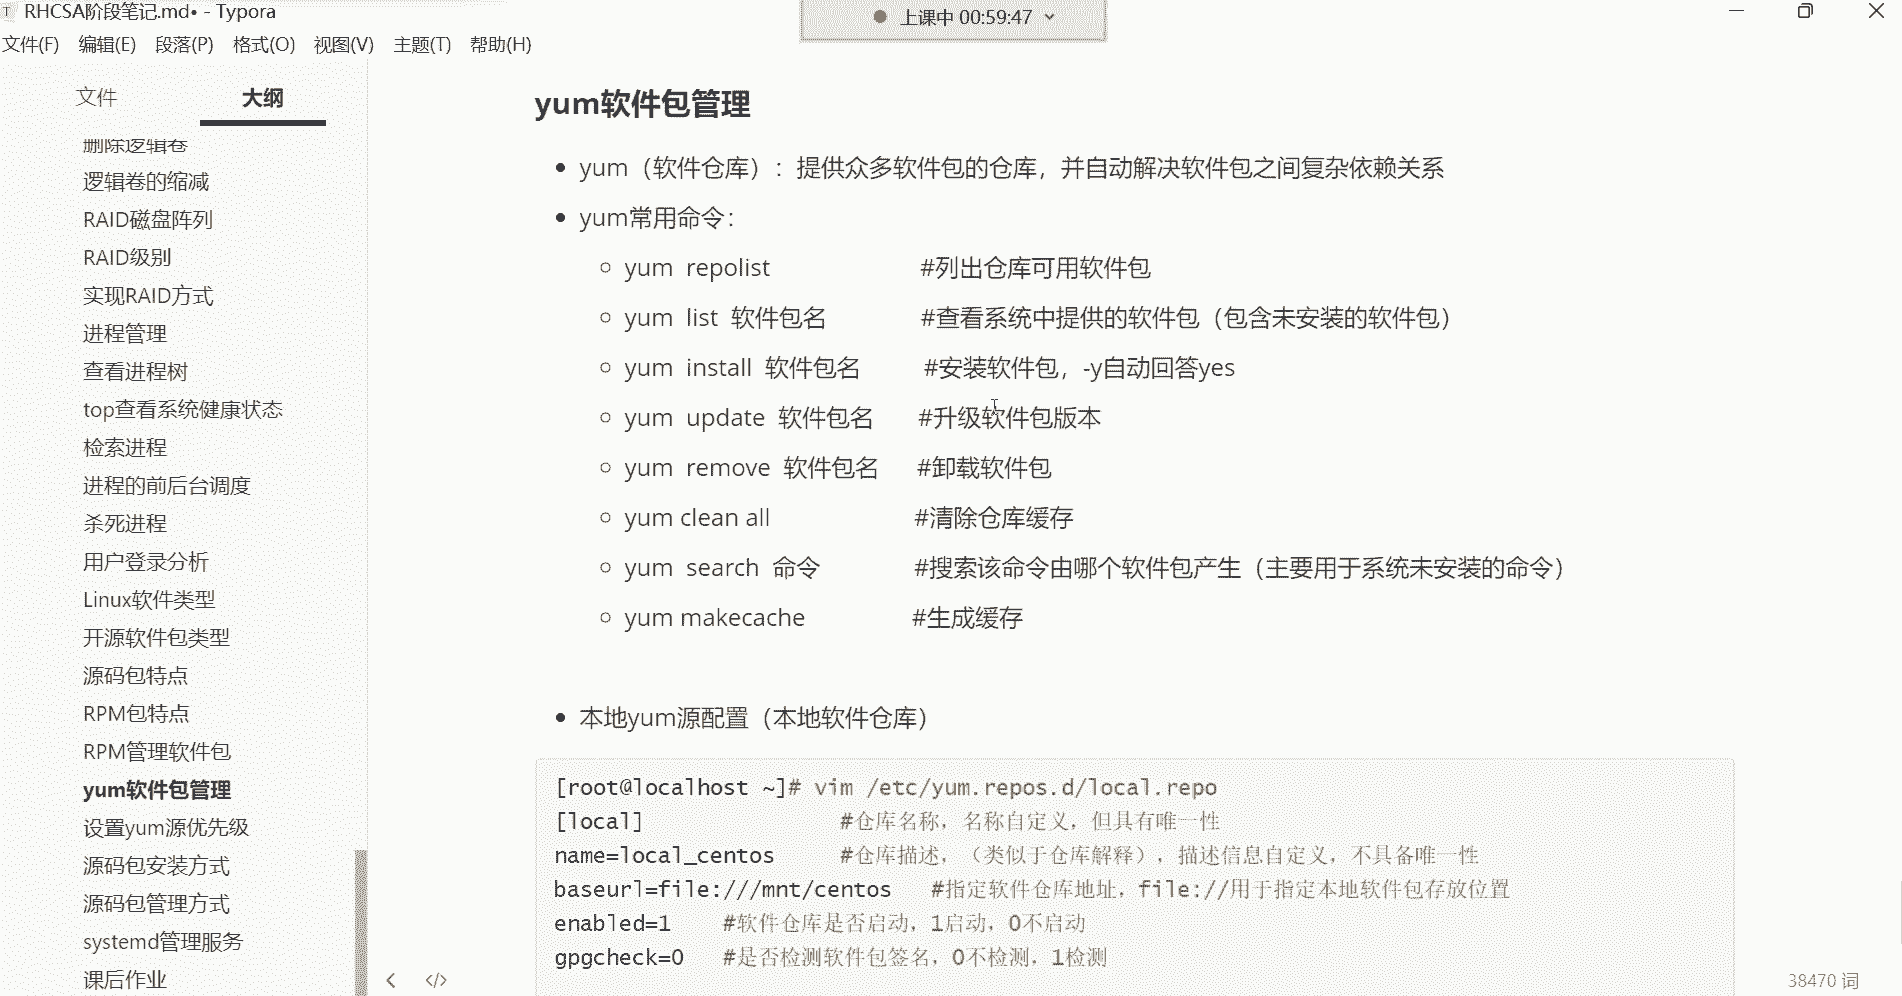 RHCSA阶段笔记.md• - Typora
上课中 00:59:47
文件(F) 编辑(E) 段落(P) 格式(O) 视图(V) 主题(T) 帮助(H)
文件 大纲
删除逻辑卷
逻辑卷的缩减
RAID磁盘阵列
RAID级别
实现RAID方式
进程管理
查看进程树
top查看系统健康状态
检索进程
进程的前后台调度
杀死进程
用户登录分析
Linux软件类型
开源软件包类型
源码包特点
RPM包特点
RPM管理软件包
yum软件包管理
设置yum源优先级
源码包安装方式
源码包管理方式
systemd管理服务
课后作业
yum软件包管理
yum（软件仓库）：提供众多软件包的仓库，并自动解决软件包之间复杂依赖关系
yum常用命令：
yum repolist #列出仓库可用软件包
yum list 软件包名 #查看系统中提供的软件包（包含未安装的软件包）
yum install 软件包名 #安装软件包，-y自动回答yes
yum update 软件包名 #升级软件包版本
yum remove 软件包名 #卸载软件包
yum clean all #清除仓库缓存
yum search 命令 #搜索该命令由哪个软件包产生（主要用于系统未安装的命令）
yum makecache #生成缓存
本地yum源配置（本地软件仓库）
[root@localhost ~]# vim /etc/yum.repos.d/local.repo
[local] #仓库名称，名称自定义，但具有唯一性
name=local_centos #仓库描述，（类似于仓库解释），描述信息自定义，不具备唯一性
baseurl=file:///mnt/centos #指定软件仓库地址，file://用于指定本地软件包存放位置
enabled=1 #软件仓库是否启动，1启动，0不启动
gpgcheck=0 #是否检测软件包签名，0不检测，1检测
38470 词